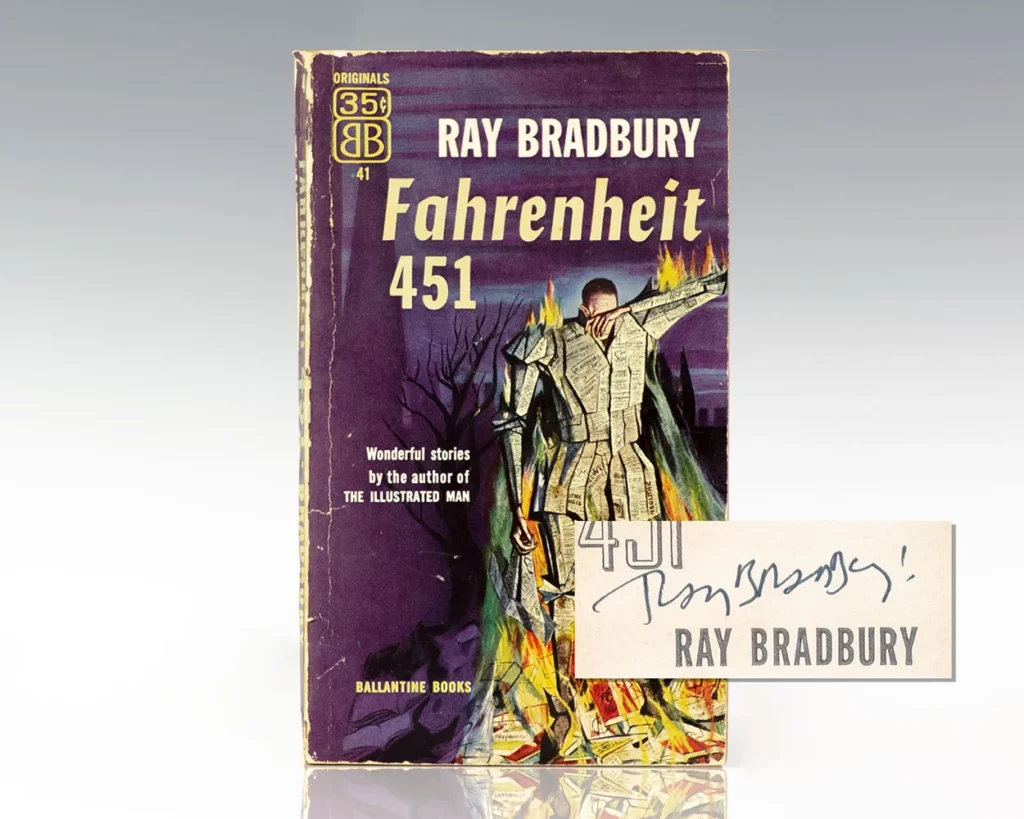 ORIGINALS
35¢
BB
41
RAY BRADBURY
Fahrenheit
451
Wonderful stories
by the author of
THE ILLUSTRATED MAN
BALLANTINE BOOKS
451
Ray Bradbury!
RAY BRADBURY